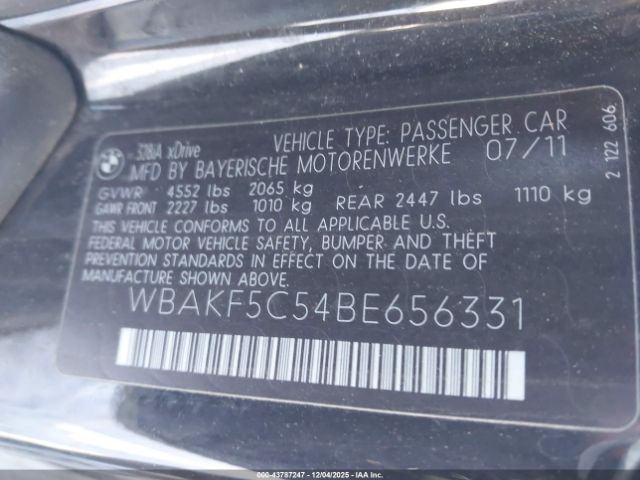 BMW
328iA xDrive VEHICLE TYPE: PASSENGER CAR
MFD BY BAYERISCHE MOTORENWERKE 07/11
GVWR 4552 lbs 2065 kg
GAWR FRONT 2227 lbs 1010 kg REAR 2447 lbs 1110 kg
THIS VEHICLE CONFORMS TO ALL APPLICABLE U.S.
FEDERAL MOTOR VEHICLE SAFETY, BUMPER AND THEFT
PREVENTION STANDARDS IN EFFECT ON THE DATE OF
MANUFACTURE SHOWN ABOVE.
WBAKF5C54BE656331
2 122 606
000-43787247 - 12/04/2025 - IAA Inc.